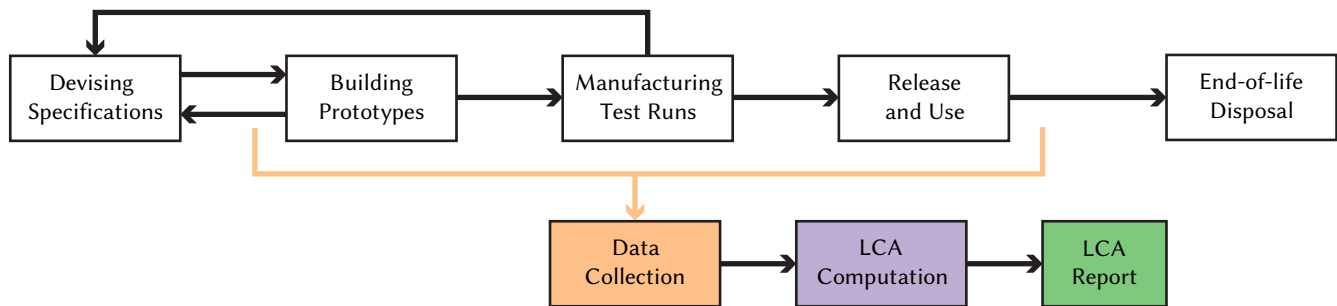 Devising
Specifications
Building
Prototypes
Manufacturing
Test Runs
Release
and Use
End-of-life
Disposal
Data
Collection
LCA
Computation
LCA
Report